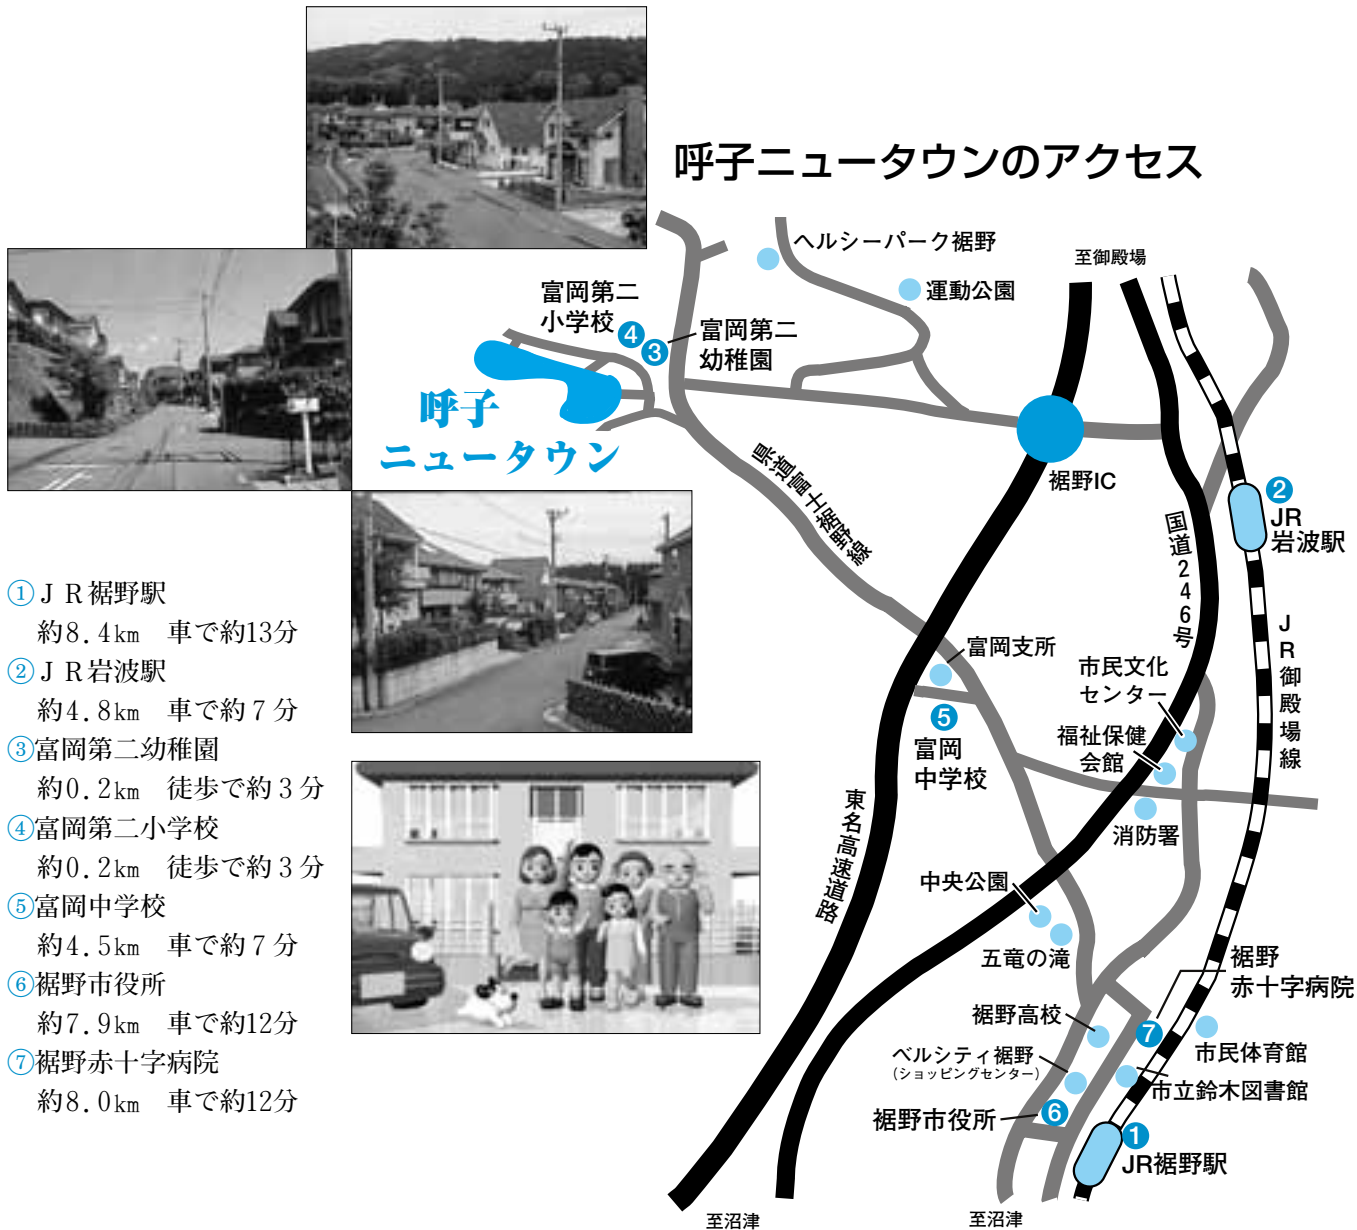 呼子ニュータウンのアクセス
ヘルシーパーク裾野
至御殿場
運動公園
富岡第二
小学校
④
③
富岡第二
幼稚園
呼子
ニュータウン
裾野IC
県道富士裾野線
国道246号
②
JR
岩波駅
JR御殿場線
富岡支所
⑤
富岡
中学校
市民文化
センター
福祉保健
会館
消防署
東名高速道路
中央公園
五竜の滝
裾野
赤十字病院
⑦
裾野高校
市民体育館
ベルシティ裾野
(ショッピングセンター)
市立鈴木図書館
⑥
裾野市役所
①
JR裾野駅
至沼津
至沼津
①ＪＲ裾野駅
約8.4㎞　車で約13分
②ＪＲ岩波駅
約4.8㎞　車で約７分
③富岡第二幼稚園
約0.2㎞　徒歩で約３分
④富岡第二小学校
約0.2㎞　徒歩で約３分
⑤富岡中学校
約4.5㎞　車で約７分
⑥裾野市役所
約7.9㎞　車で約12分
⑦裾野赤十字病院
約8.0㎞　車で約12分